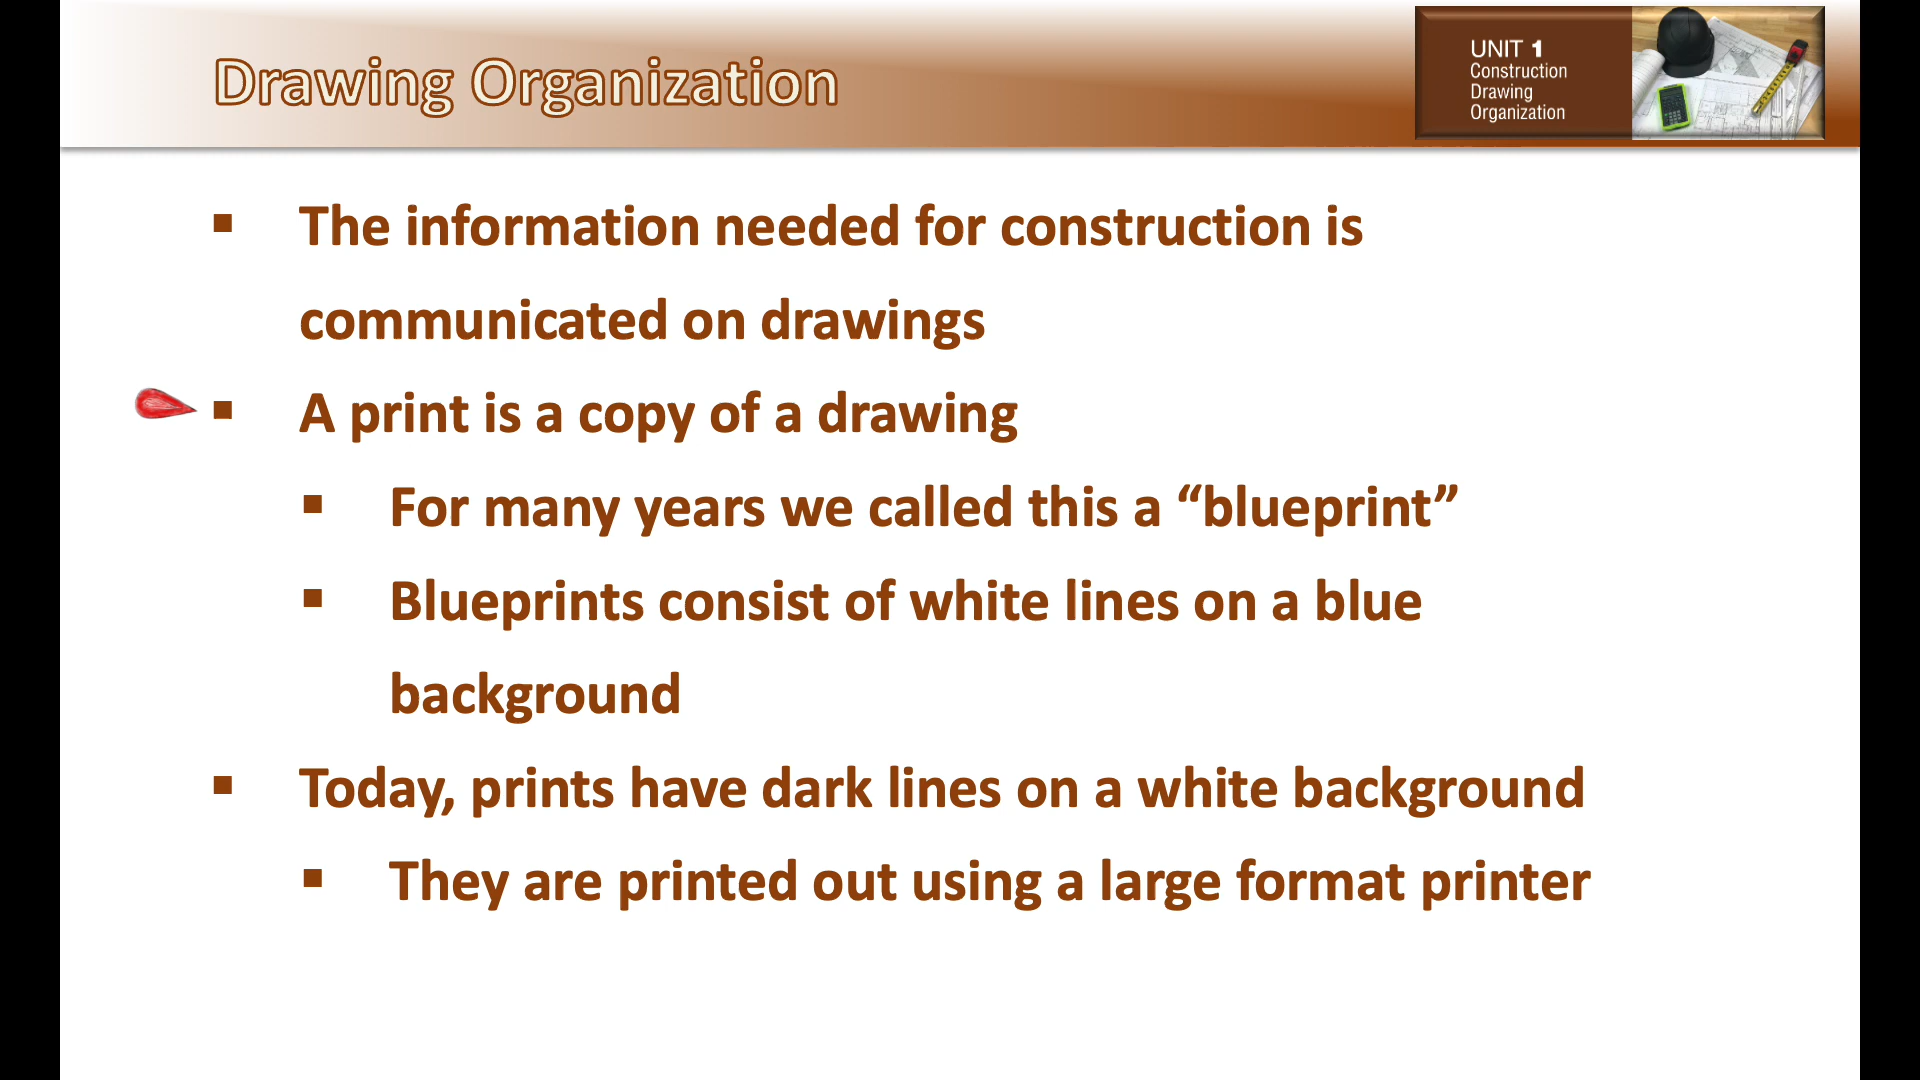 Drawing Organization
UNIT 1
Construction
Drawing
Organization
▪ The information needed for construction is
communicated on drawings
▪ A print is a copy of a drawing
▪ For many years we called this a “blueprint”
▪ Blueprints consist of white lines on a blue
background
▪ Today, prints have dark lines on a white background
▪ They are printed out using a large format printer